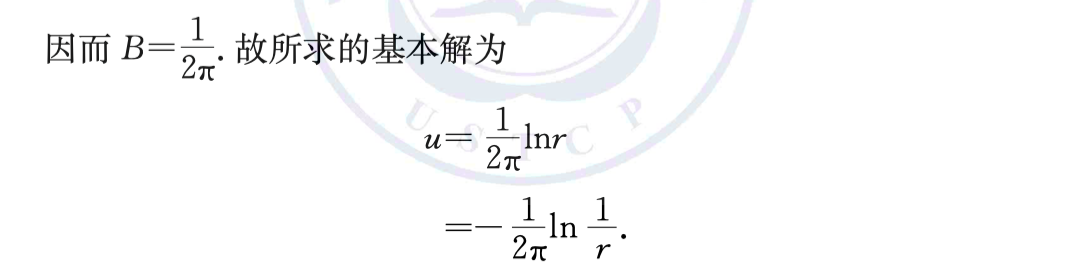 因而 B=1/2π. 故所求的基本解为
u= 1/2π lnr
=- 1/2π ln 1/r.
USTCP